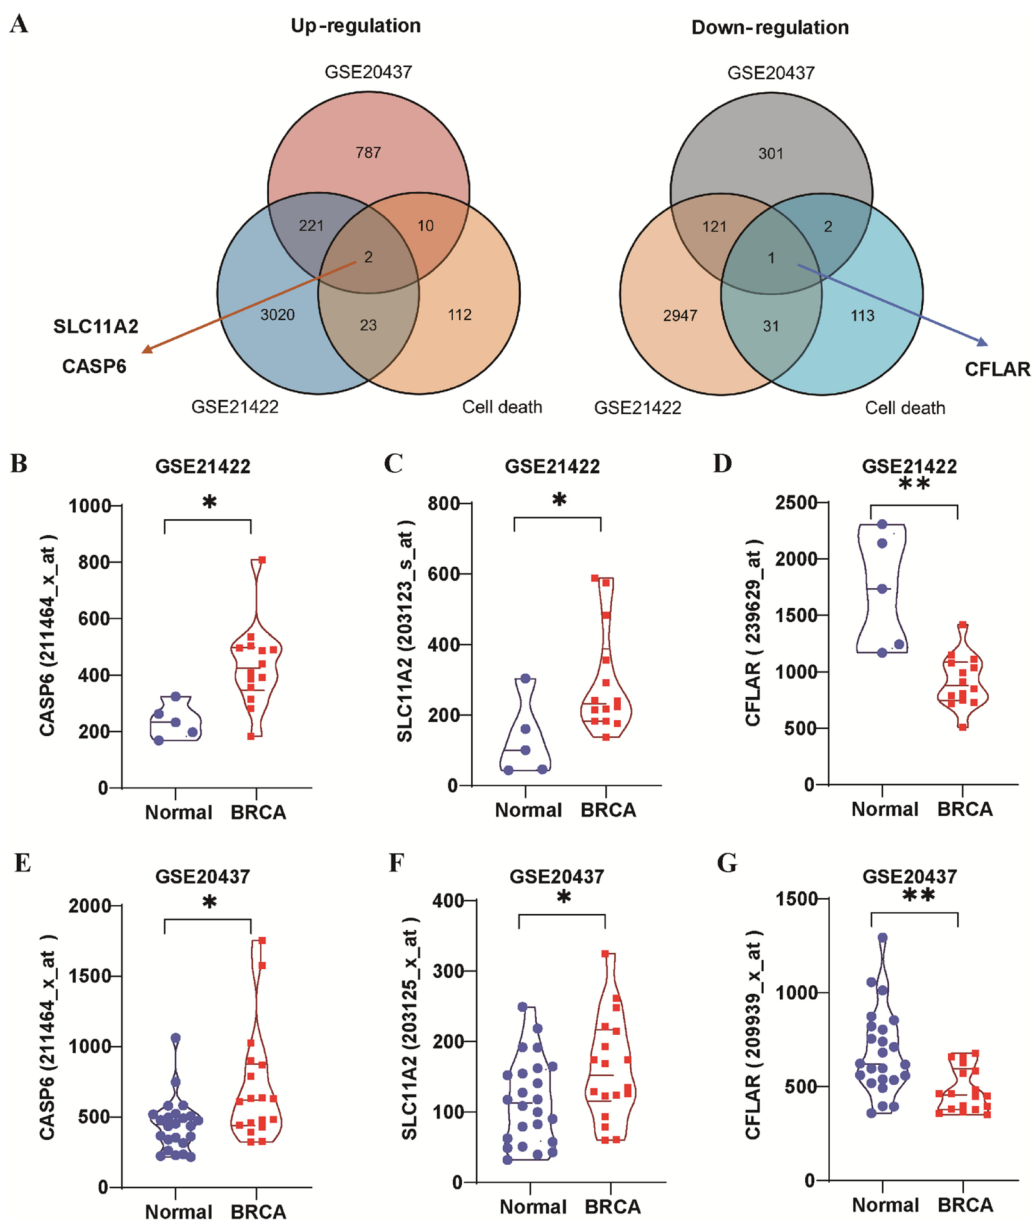 A
Up-regulation
Down-regulation
GSE20437
GSE20437
787
301
221
10
121
2
2
1
3020
23
112
2947
31
113
SLC11A2
CASP6
CFLAR
GSE21422
Cell death
GSE21422
Cell death
B
GSE21422
*
CASP6 (211464_x_at )
1000
800
600
400
200
0
Normal
BRCA
C
GSE21422
*
SLC11A2 (203123_s_at )
800
600
400
200
0
Normal
BRCA
D
GSE21422
**
CFLAR ( 239629_at )
2500
2000
1500
1000
500
0
Normal
BRCA
E
GSE20437
*
CASP6 (211464_x_at )
2000
1500
1000
500
0
Normal
BRCA
F
GSE20437
*
SLC11A2 (203125_x_at )
400
300
200
100
0
Normal
BRCA
G
GSE20437
**
CFLAR ( 209939_x_at )
1500
1000
500
0
Normal
BRCA